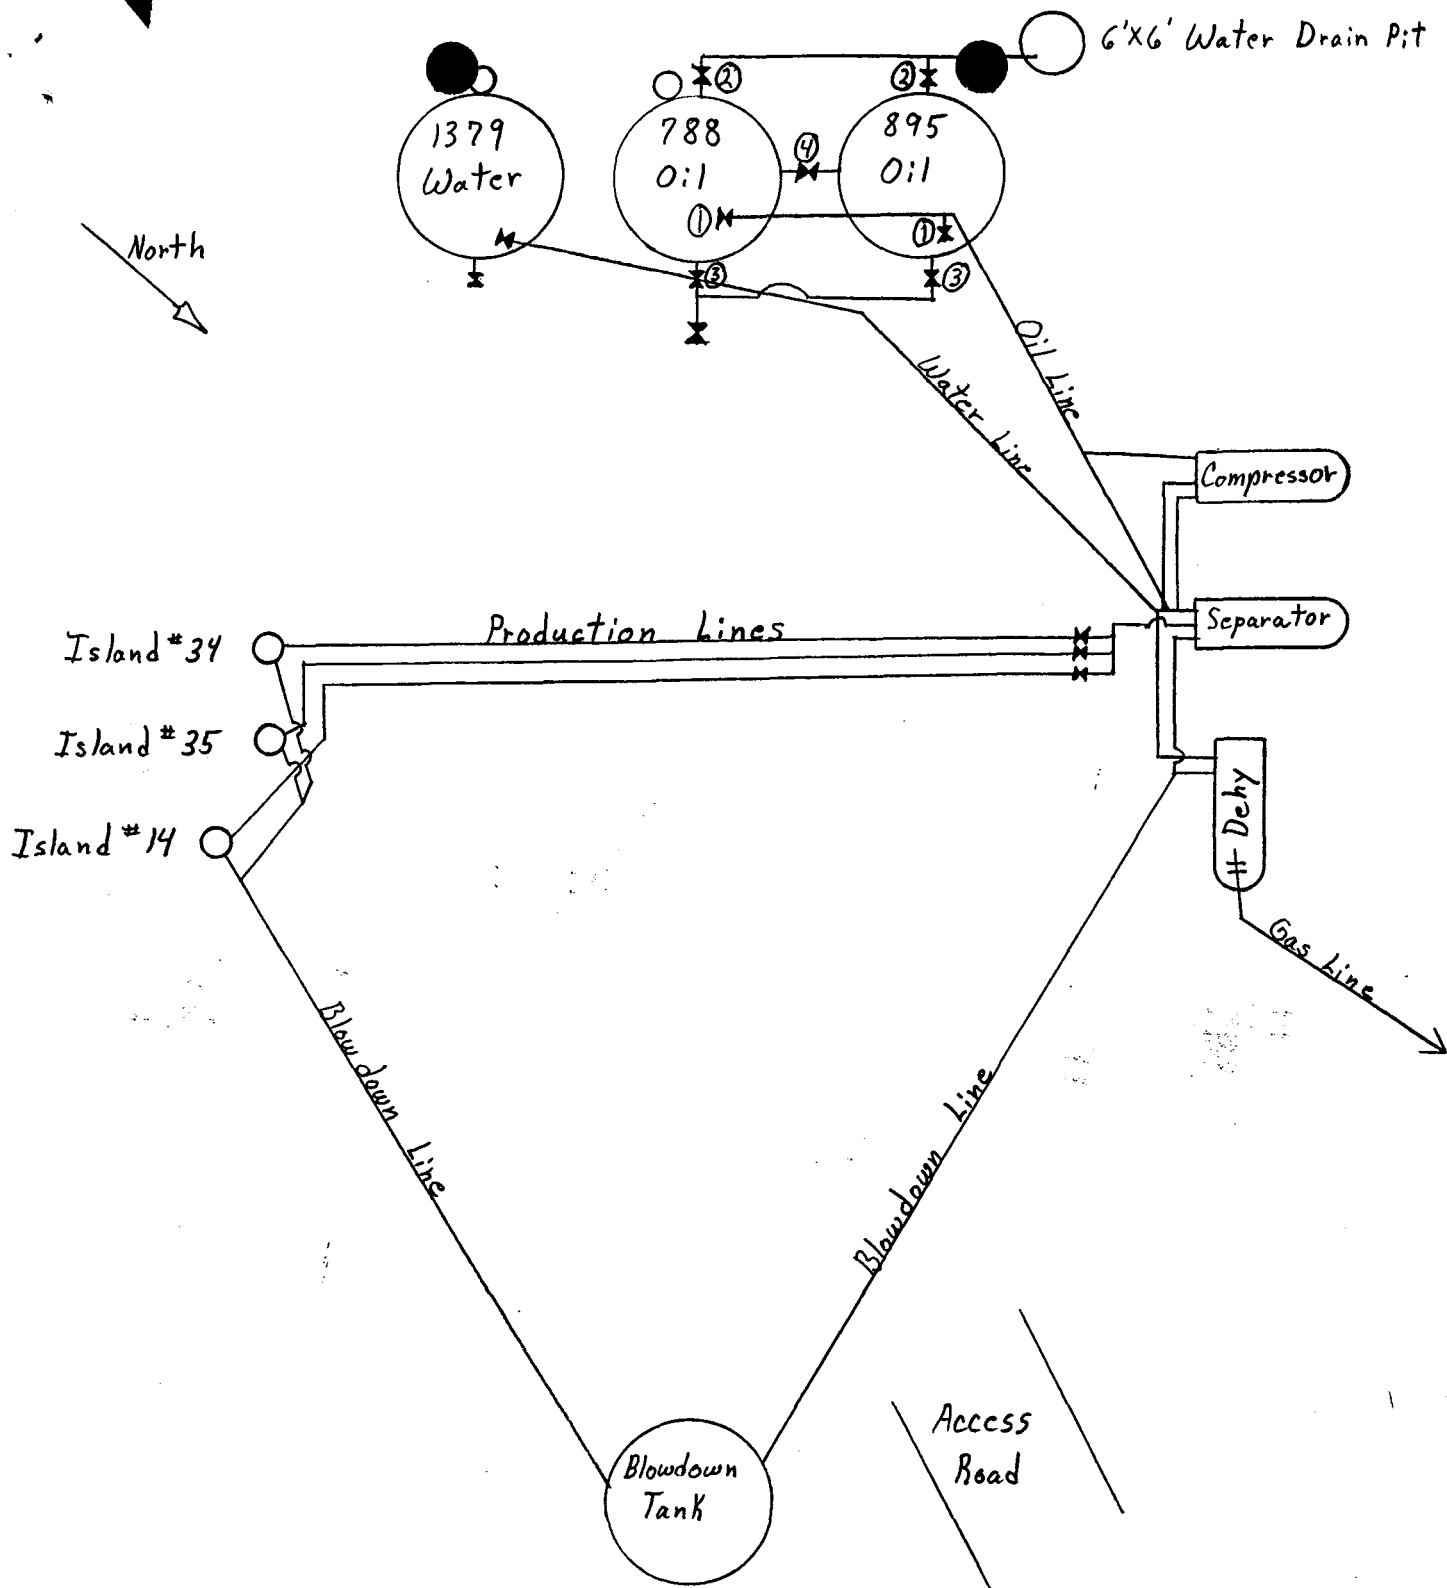 6'X6' Water Drain Pit
② ②
1379
Water
788
Oil
895
Oil
④
① ①
③ ③
North
Oil Line
Water Line
Compressor
Separator
Production Lines
Island #34
Island #35
Island #14
Dehy
Gas Line
Blowdown Line
Blowdown Line
Blowdown
Tank
Access
Road